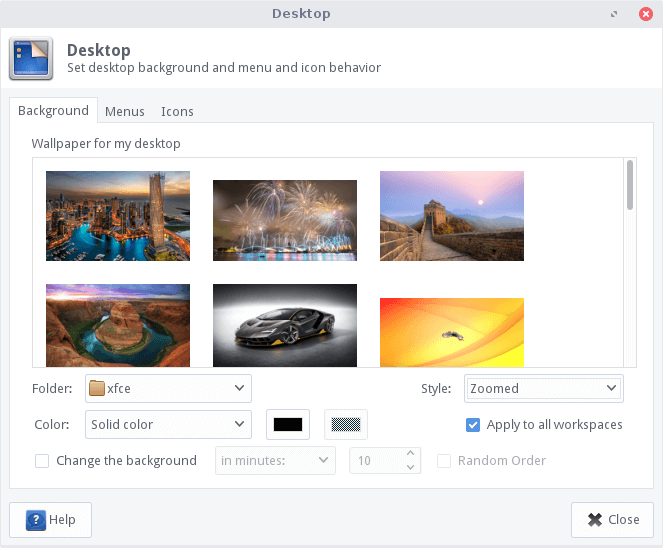 Desktop
Desktop
Set desktop background and menu and icon behavior
Background Menus Icons
Wallpaper for my desktop
Folder: xfce Style: Zoomed
Color: Solid color Apply to all workspaces
Change the background in minutes: 10 Random Order
? Help Close